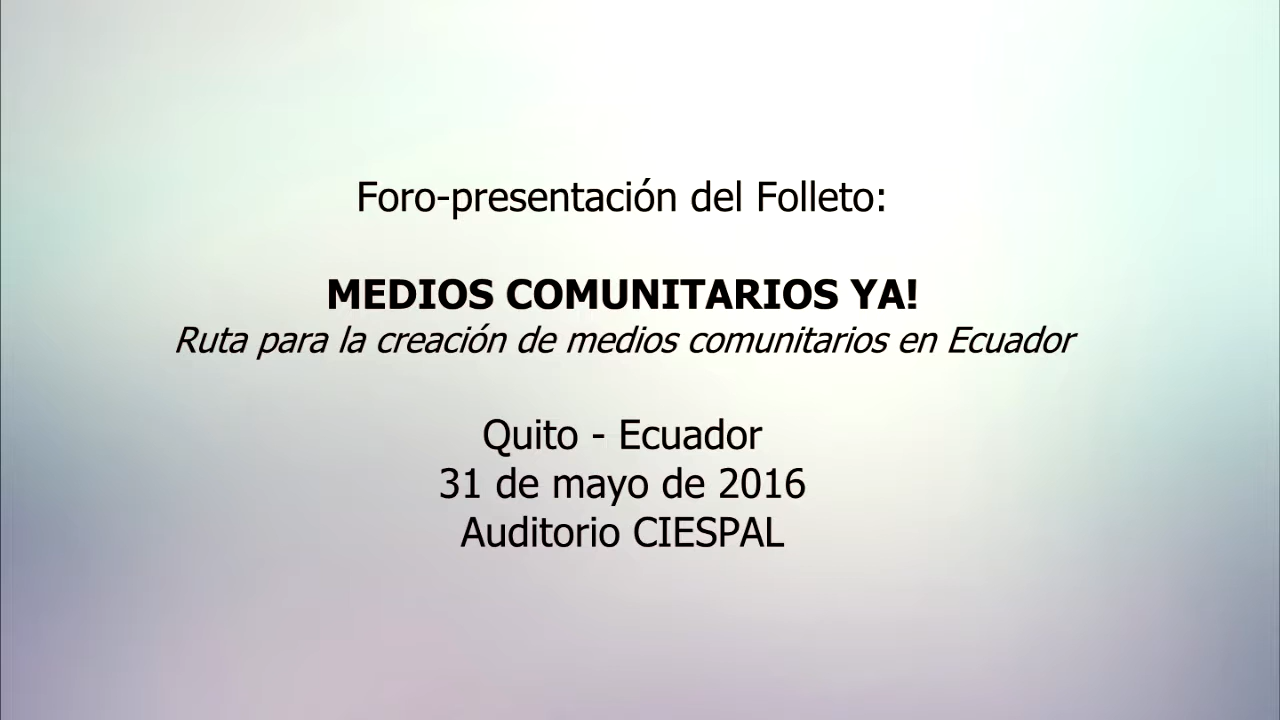 Foro-presentación del Folleto:
MEDIOS COMUNITARIOS YA!
Ruta para la creación de medios comunitarios en Ecuador
Quito - Ecuador
31 de mayo de 2016
Auditorio CIESPAL